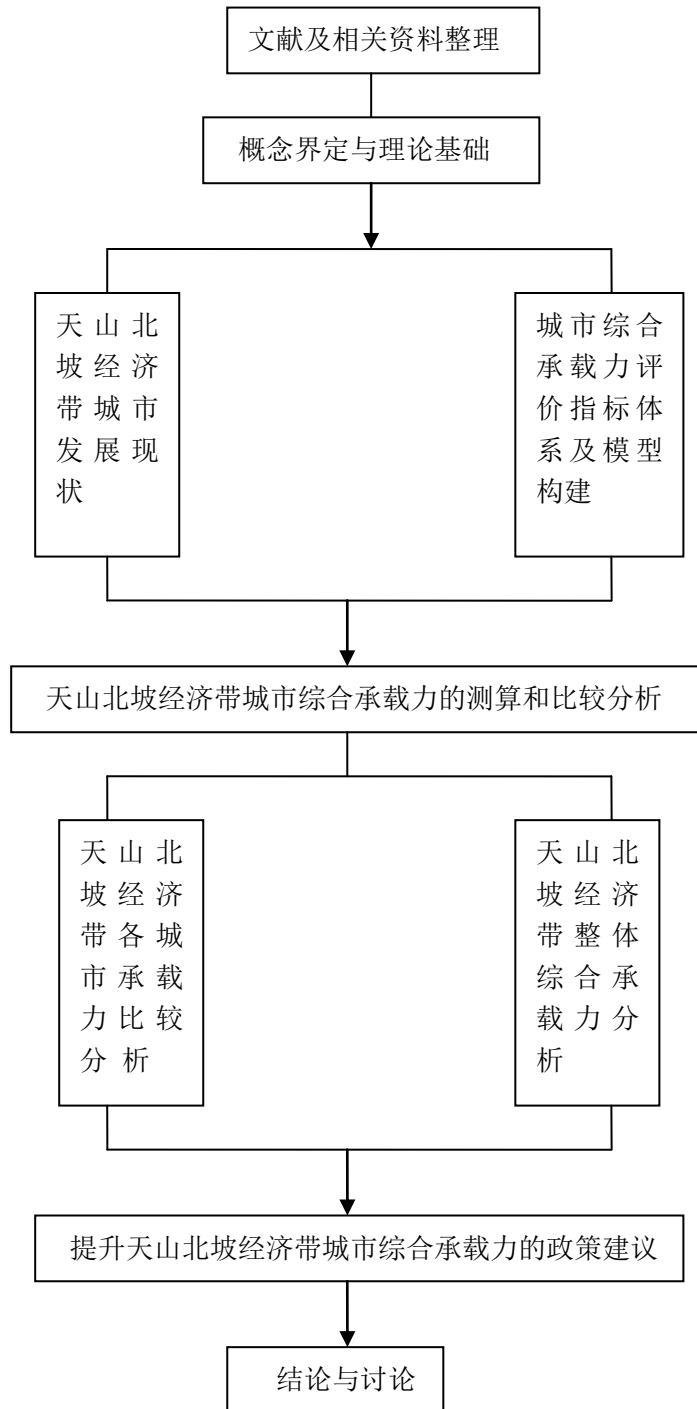 文献及相关资料整理
概念界定与理论基础
天山北
坡经济
带城市
发展现
状
城市综合
承载力评
价指标体
系及模型
构建
天山北坡经济带城市综合承载力的测算和比较分析
天山北
坡经济
带各城
市承载
力比较
分析
天山北
坡经济
带整体
综合承
载力分
析
提升天山北坡经济带城市综合承载力的政策建议
结论与讨论